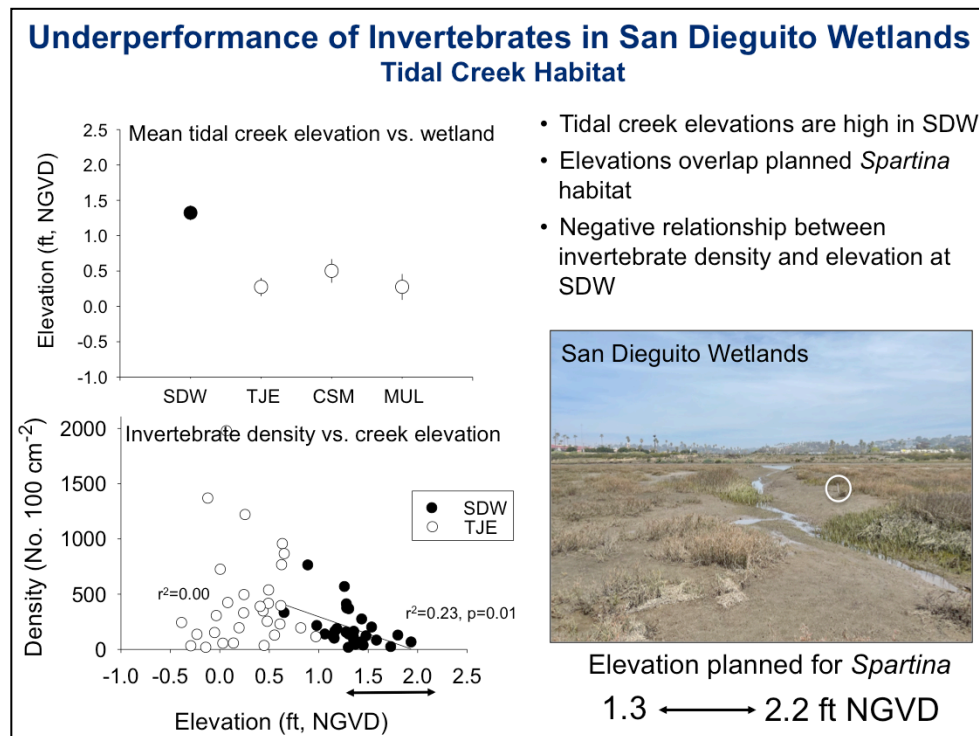 Underperformance of Invertebrates in San Dieguito Wetlands
Tidal Creek Habitat
Mean tidal creek elevation vs. wetland
Elevation (ft, NGVD)
2.5
2.0
1.5
1.0
0.5
0.0
-0.5
-1.0
SDW TJE CSM MUL
Invertebrate density vs. creek elevation
Density (No. 100 cm-2)
2000
1500
1000
500
0
SDW
TJE
r2=0.00
r2=0.23, p=0.01
-1.0 -0.5 0.0 0.5 1.0 1.5 2.0 2.5
Elevation (ft, NGVD)
• Tidal creek elevations are high in SDW
• Elevations overlap planned Spartina
habitat
• Negative relationship between
invertebrate density and elevation at
SDW
San Dieguito Wetlands
Elevation planned for Spartina
1.3 2.2 ft NGVD